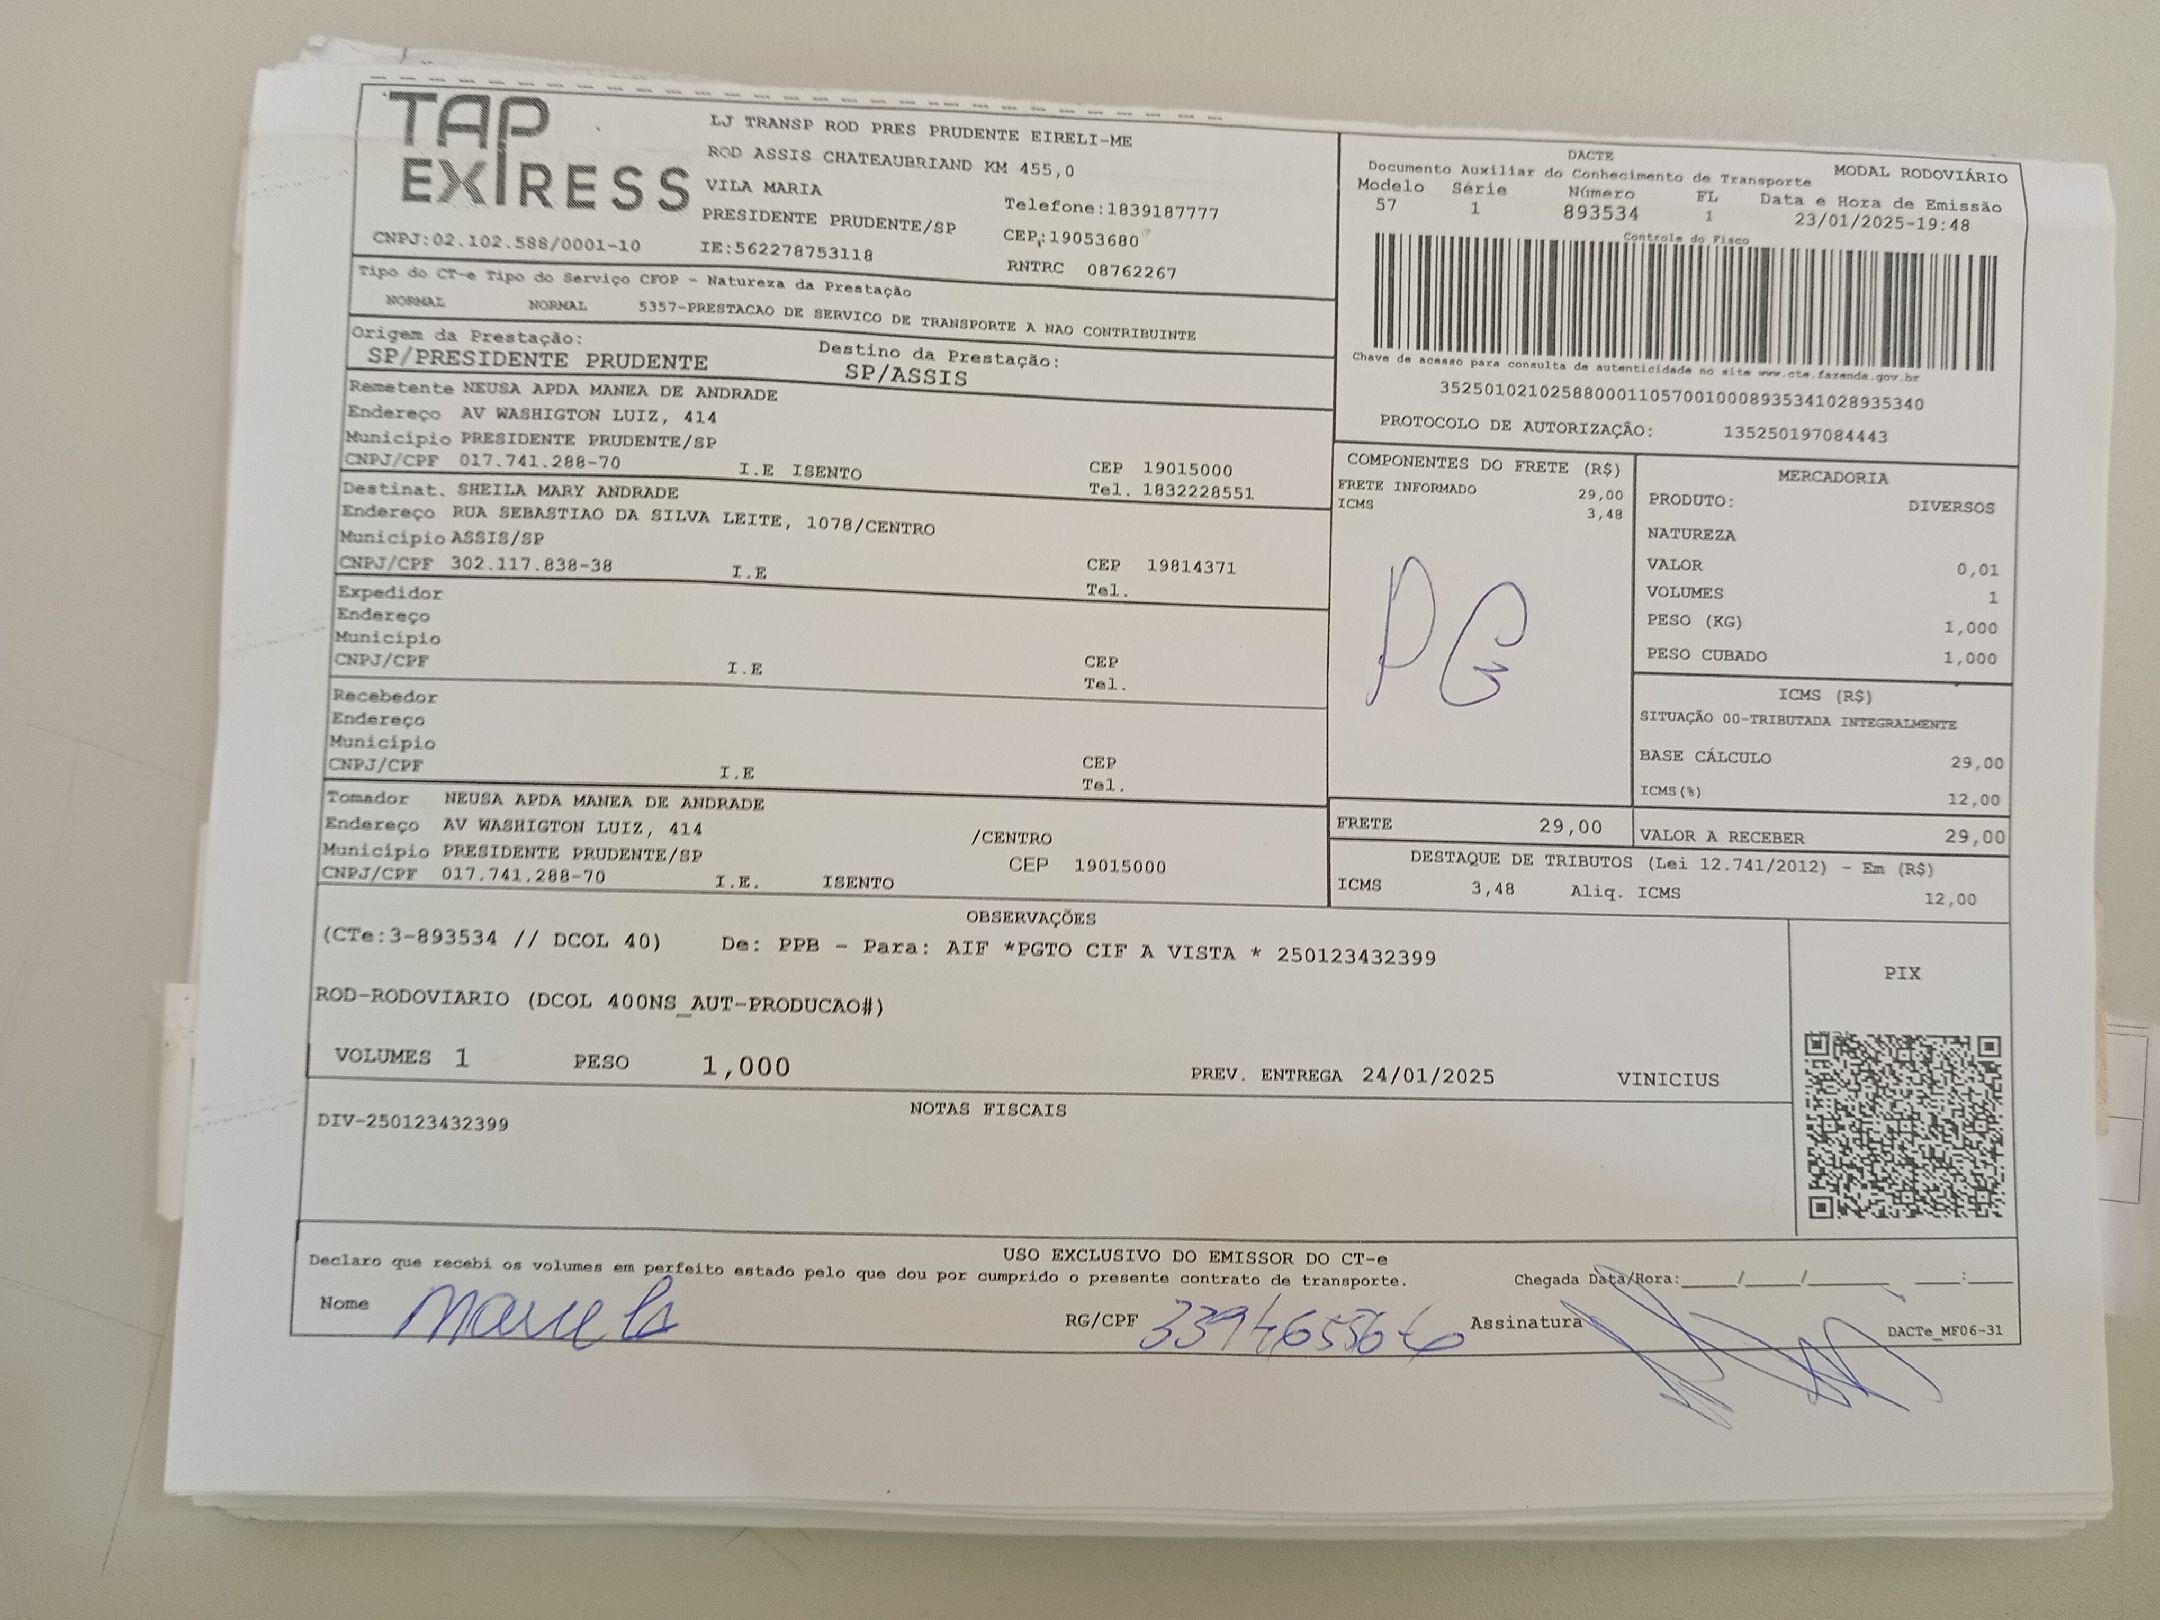 TAP
EXPRESS
LJ TRANSP ROD PRES PRUDENTE EIRELI-ME
ROD ASSIS CHATEAUBRIAND KM 455,0
VILA MARIA
Telefone:1839187777
PRESIDENTE PRUDENTE/SP
CEP:19053680
CNPJ:02.102.588/0001-10 IE:562278753118
RNTRC 08762267
DACTE
Documento Auxiliar do Conhecimento de Transporte
MODAL RODOVIÁRIO
Modelo Série Número FL Data e Hora de Emissão
57 1 893534 1 23/01/2025-19:48
Controle do Fisco
Chave de acesso para consulta de autenticidade no site www.cte.fazenda.gov.br
35250102102588000110570010008935341028935340
PROTOCOLO DE AUTORIZAÇÃO: 135250197084443
Tipo do CT-e Tipo do Serviço CFOP - Natureza da Prestação
NORMAL NORMAL 5357-PRESTACAO DE SERVICO DE TRANSPORTE A NAO CONTRIBUINTE
Origem da Prestação: Destino da Prestação:
SP/PRESIDENTE PRUDENTE SP/ASSIS
Remetente NEUSA APDA MANEA DE ANDRADE
Endereço AV WASHIGTON LUIZ, 414
Município PRESIDENTE PRUDENTE/SP CEP 19015000
CNPJ/CPF 017.741.288-70 I.E ISENTO Tel. 1832228551
Destinat. SHEILA MARY ANDRADE
Endereço RUA SEBASTIAO DA SILVA LEITE, 1078/CENTRO
Município ASSIS/SP CEP 19814371
CNPJ/CPF 302.117.838-38 I.E Tel.
Expedidor
Endereço
Município CEP
CNPJ/CPF I.E Tel.
Recebedor
Endereço
Município CEP
CNPJ/CPF I.E Tel.
Tomador NEUSA APDA MANEA DE ANDRADE
Endereço AV WASHIGTON LUIZ, 414 /CENTRO
Município PRESIDENTE PRUDENTE/SP CEP 19015000
CNPJ/CPF 017.741.288-70 I.E. ISENTO
COMPONENTES DO FRETE (R$)
FRETE INFORMADO 29,00
ICMS 3,48
PG
FRETE 29,00
MERCADORIA
PRODUTO: DIVERSOS
NATUREZA
VALOR 0,01
VOLUMES 1
PESO (KG) 1,000
PESO CUBADO 1,000
ICMS (R$)
SITUAÇÃO 00-TRIBUTADA INTEGRALMENTE
BASE CÁLCULO 29,00
ICMS(%) 12,00
VALOR A RECEBER 29,00
DESTAQUE DE TRIBUTOS (Lei 12.741/2012) - Em (R$)
ICMS 3,48 Aliq. ICMS 12,00
OBSERVAÇÕES
(CTe:3-893534 // DCOL 40) De: PPB - Para: AIF *PGTO CIF A VISTA * 250123432399
ROD-RODOVIARIO (DCOL 400NS_AUT-PRODUCAO#)
VOLUMES 1 PESO 1,000 PREV. ENTREGA 24/01/2025 VINICIUS
PIX
NOTAS FISCAIS
DIV-250123432399
USO EXCLUSIVO DO EMISSOR DO CT-e
Declaro que recebi os volumes em perfeito estado pelo que dou por cumprido o presente contrato de transporte.
Chegada Data/Hora:____/____/______ ___:___
Nome RG/CPF Assinatura
DACTe_MF06-31